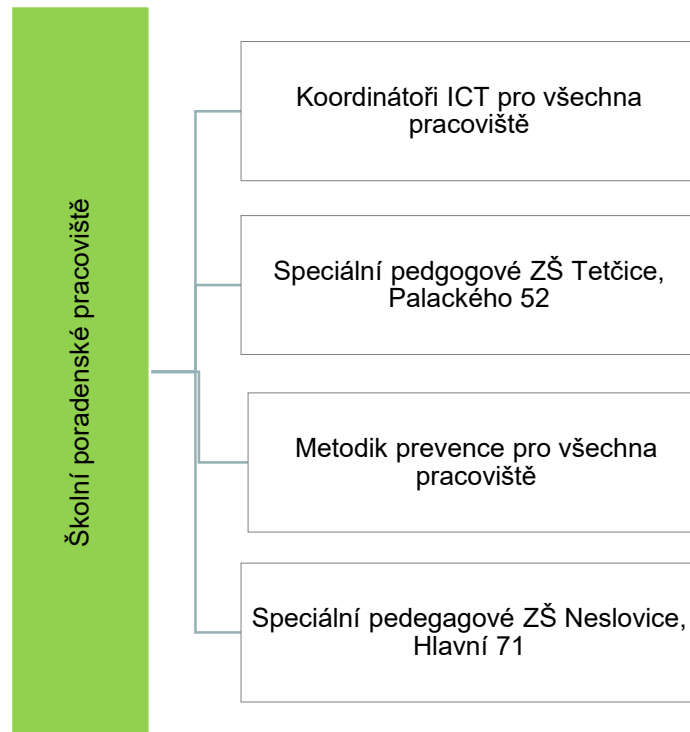 Školní poradenské pracoviště
Koordinátoři ICT pro všechna
pracoviště
Speciální pedgogové ZŠ Tetčice,
Palackého 52
Metodik prevence pro všechna
pracoviště
Speciální pedegagové ZŠ Neslovice,
Hlavní 71